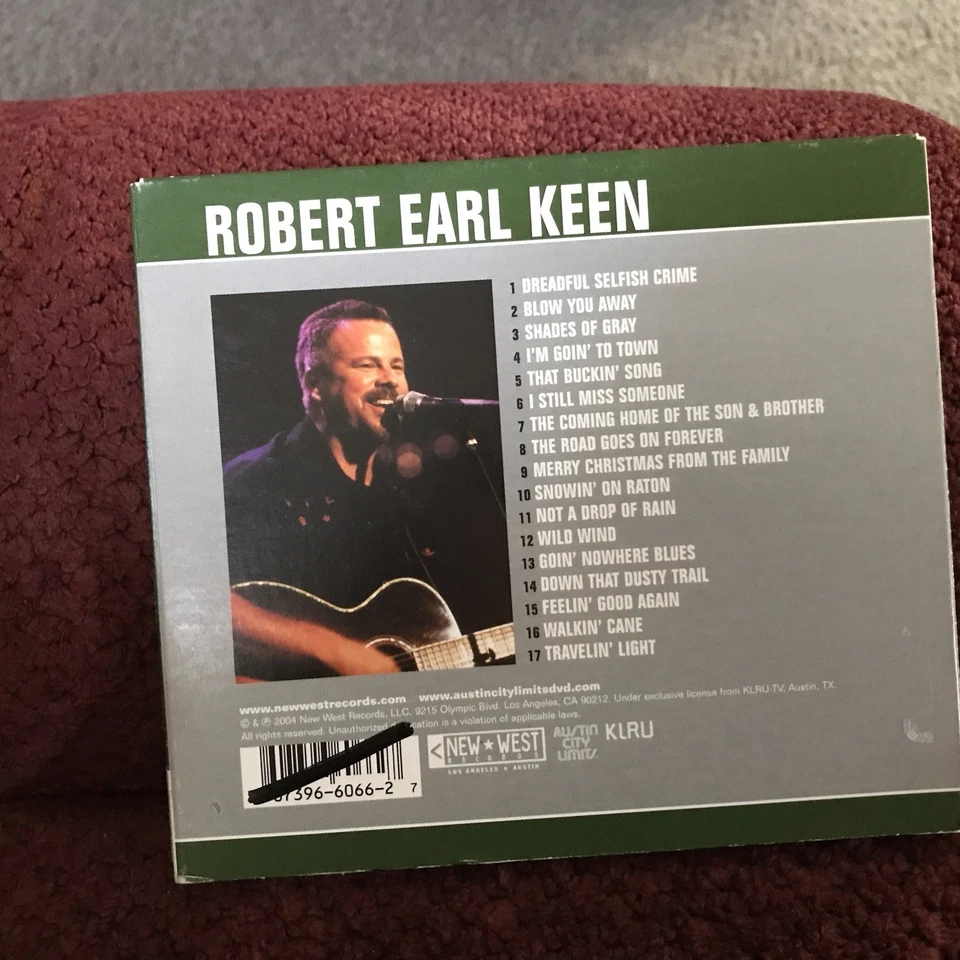 ROBERT EARL KEEN
1 DREADFUL SELFISH CRIME
2 BLOW YOU AWAY
3 SHADES OF GRAY
4 I'M GOIN' TO TOWN
5 THAT BUCKIN' SONG
6 I STILL MISS SOMEONE
7 THE COMING HOME OF THE SON & BROTHER
8 THE ROAD GOES ON FOREVER
9 MERRY CHRISTMAS FROM THE FAMILY
10 SNOWIN' ON RATON
11 NOT A DROP OF RAIN
12 WILD WIND
13 GOIN' NOWHERE BLUES
14 DOWN THAT DUSTY TRAIL
15 FEELIN' GOOD AGAIN
16 WALKIN' CANE
17 TRAVELIN' LIGHT
www.newwestrecords.com www.austincitylimitsdvd.com
© & ℗ 2004 New West Records, LLC, 9215 Olympic Blvd. Los Angeles, CA 90212. Under exclusive license from KLRU-TV, Austin, TX.
All rights reserved. Unauthorized is a violation of applicable laws.
7396-6066-2 7
NEW ★ WEST
RECORDS
LOS ANGELES ★ AUSTIN
AUSTIN
CITY
LIMITS
KLRU